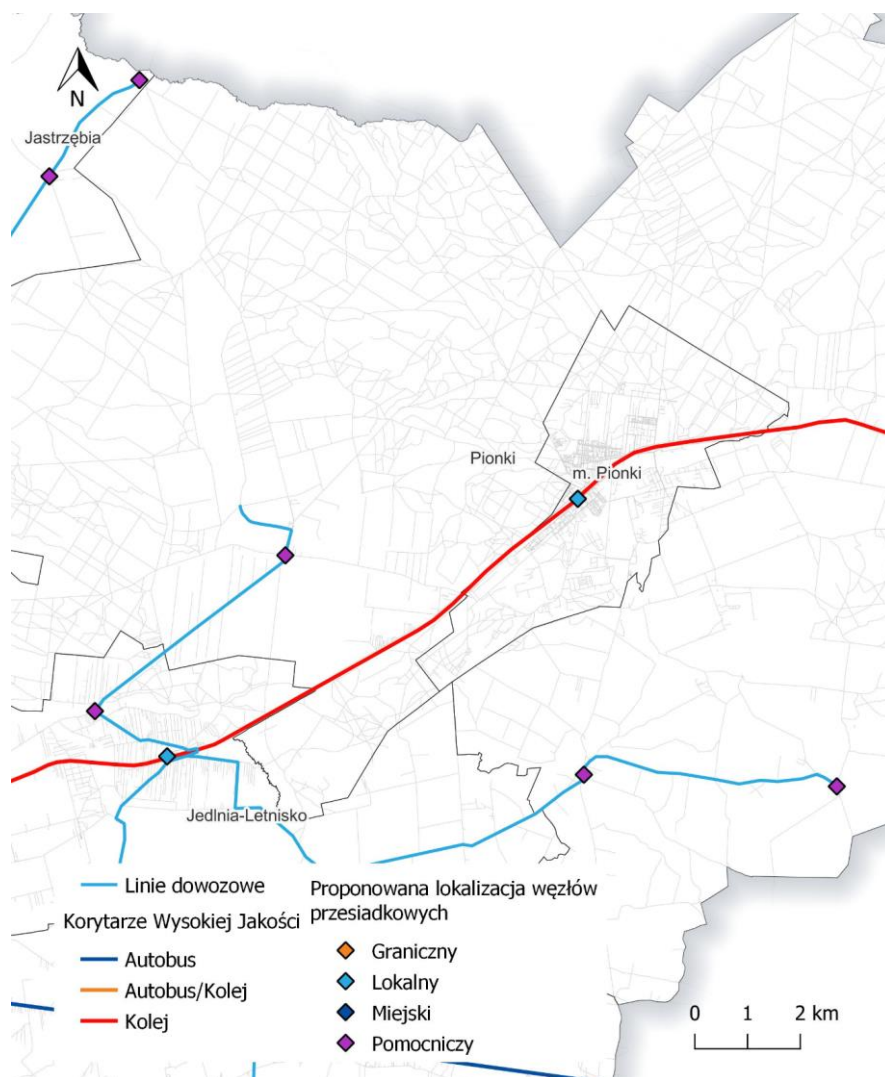 N
Jastrzębia
Pionki
m. Pionki
Jedlnia-Letnisko
Linie dowozowe
Korytarze Wysokiej Jakości
Autobus
Autobus/Kolej
Kolej
Proponowana lokalizacja węzłów
przesiadkowych
Graniczny
Lokalny
Miejski
Pomocniczy
0 1 2 km